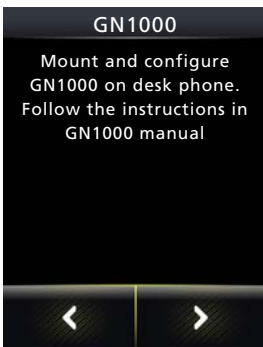 GN1000
Mount and configure
GN1000 on desk phone.
Follow the instructions in
GN1000 manual